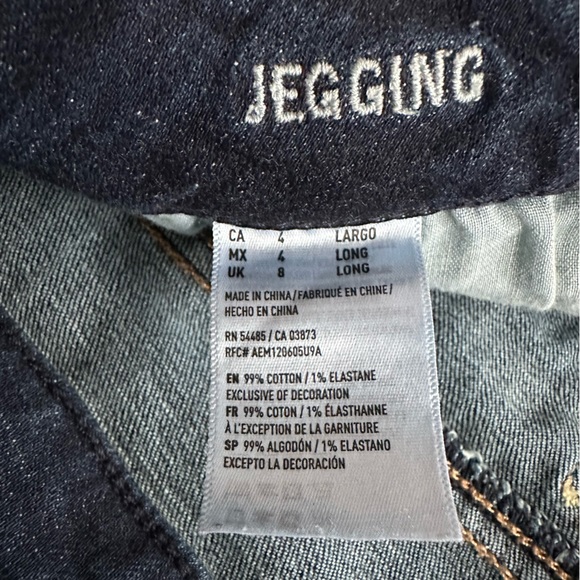 JEGGING
CA 4 LARGO
MX 4 LONG
UK 8 LONG
MADE IN CHINA/FABRIQUÉ EN CHINE/
HECHO EN CHINA
RN 54485 / CA 03873
RFC# AEM120605U9A
EN 99% COTTON / 1% ELASTANE
EXCLUSIVE OF DECORATION
FR 99% COTON / 1% ÉLASTHANNE
À L'EXCEPTION DE LA GARNITURE
SP 99% ALGODÓN / 1% ELASTANO
EXCEPTO LA DECORACIÓN